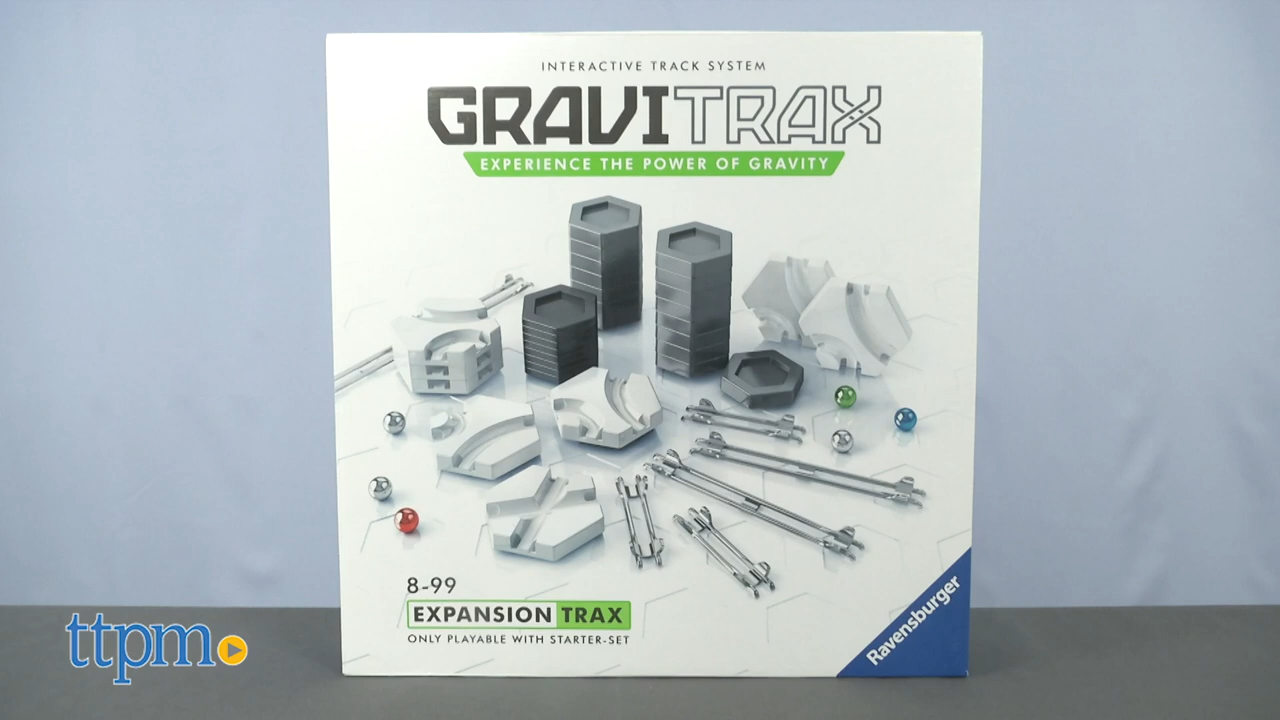 INTERACTIVE TRACK SYSTEM
GRAVITRAX
EXPERIENCE THE POWER OF GRAVITY
8-99
EXPANSION TRAX
ONLY PLAYABLE WITH STARTER-SET
Ravensburger
ttpm